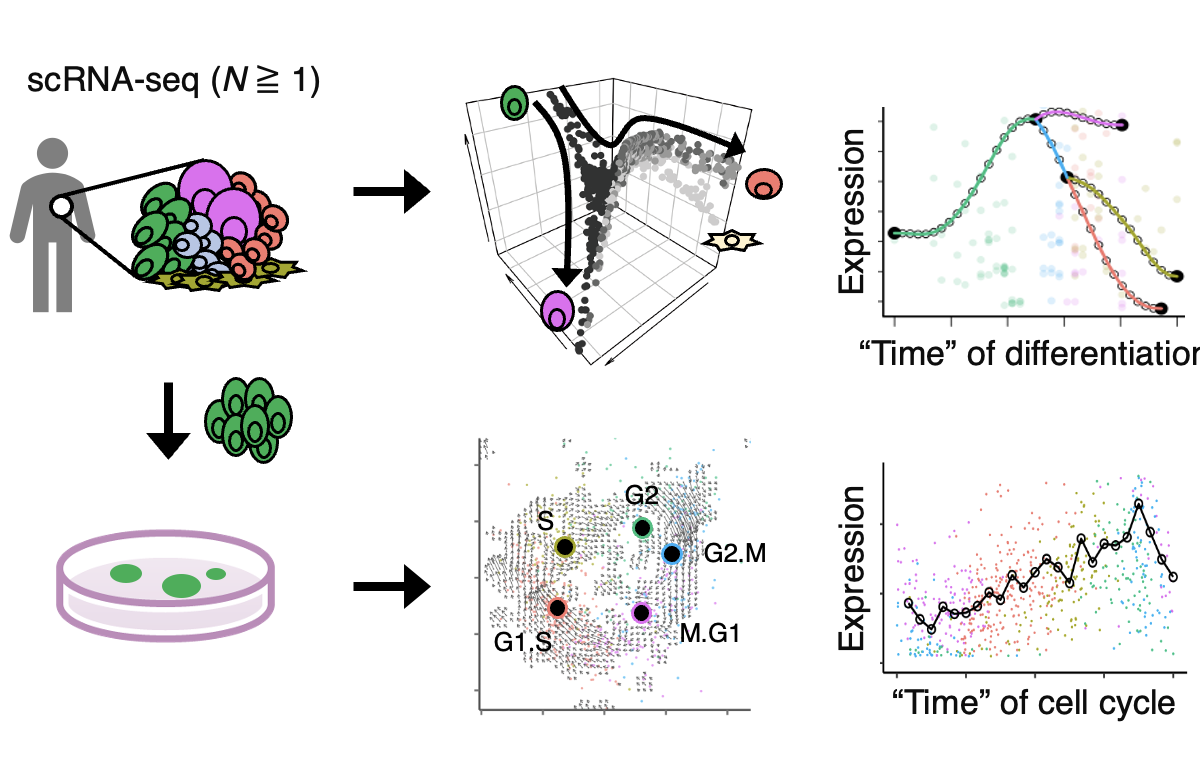 scRNA-seq (N ≧ 1)
Expression
“Time” of differentiation
S
G2
G2.M
G1.S
M.G1
Expression
“Time” of cell cycle